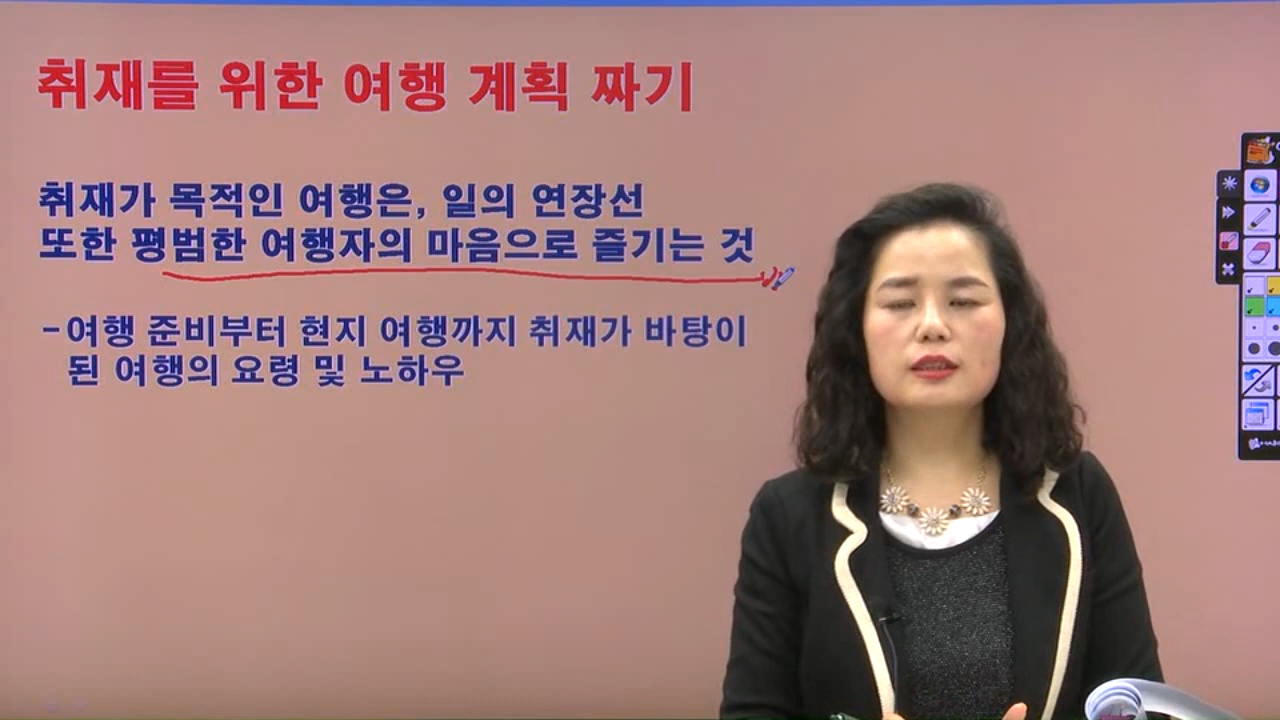 취재를 위한 여행 계획 짜기
취재가 목적인 여행은, 일의 연장선
또한 평범한 여행자의 마음으로 즐기는 것
-여행 준비부터 현지 여행까지 취재가 바탕이
된 여행의 요령 및 노하우